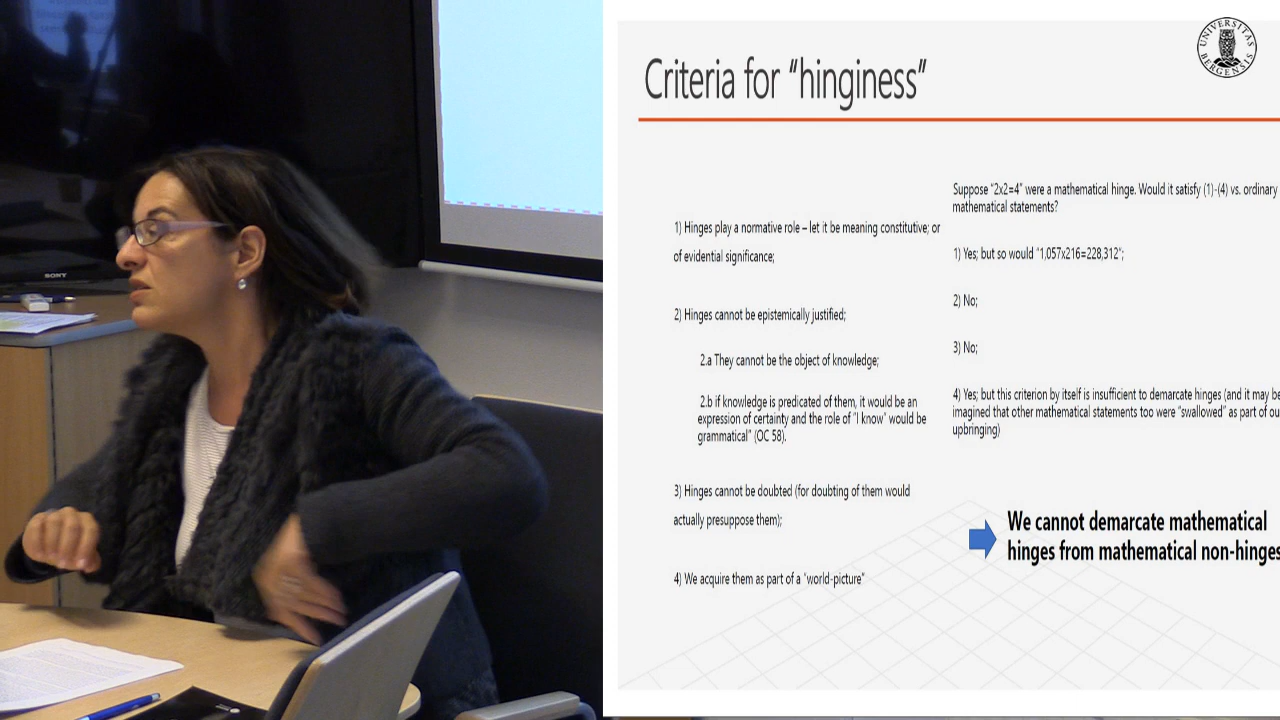 SONY
UNIVERSITAS BERGENSIS
Criteria for “hinginess”
1) Hinges play a normative role – let it be meaning constitutive; or
of evidential significance;
2) Hinges cannot be epistemically justified;
2.a They cannot be the object of knowledge;
2.b if knowledge is predicated of them, it would be an
expression of certainty and the role of “I know” would be
grammatical” (OC 58).
3) Hinges cannot be doubted (for doubting of them would
actually presuppose them);
4) We acquire them as part of a “world-picture”
Suppose “2x2=4” were a mathematical hinge. Would it satisfy (1)-(4) vs. ordinary
mathematical statements?
1) Yes; but so would “1,057x216=228,312”;
2) No;
3) No;
4) Yes; but this criterion by itself is insufficient to demarcate hinges (and it may be
imagined that other mathematical statements too were “swallowed” as part of ou
upbringing)
We cannot demarcate mathematical
hinges from mathematical non-hinges